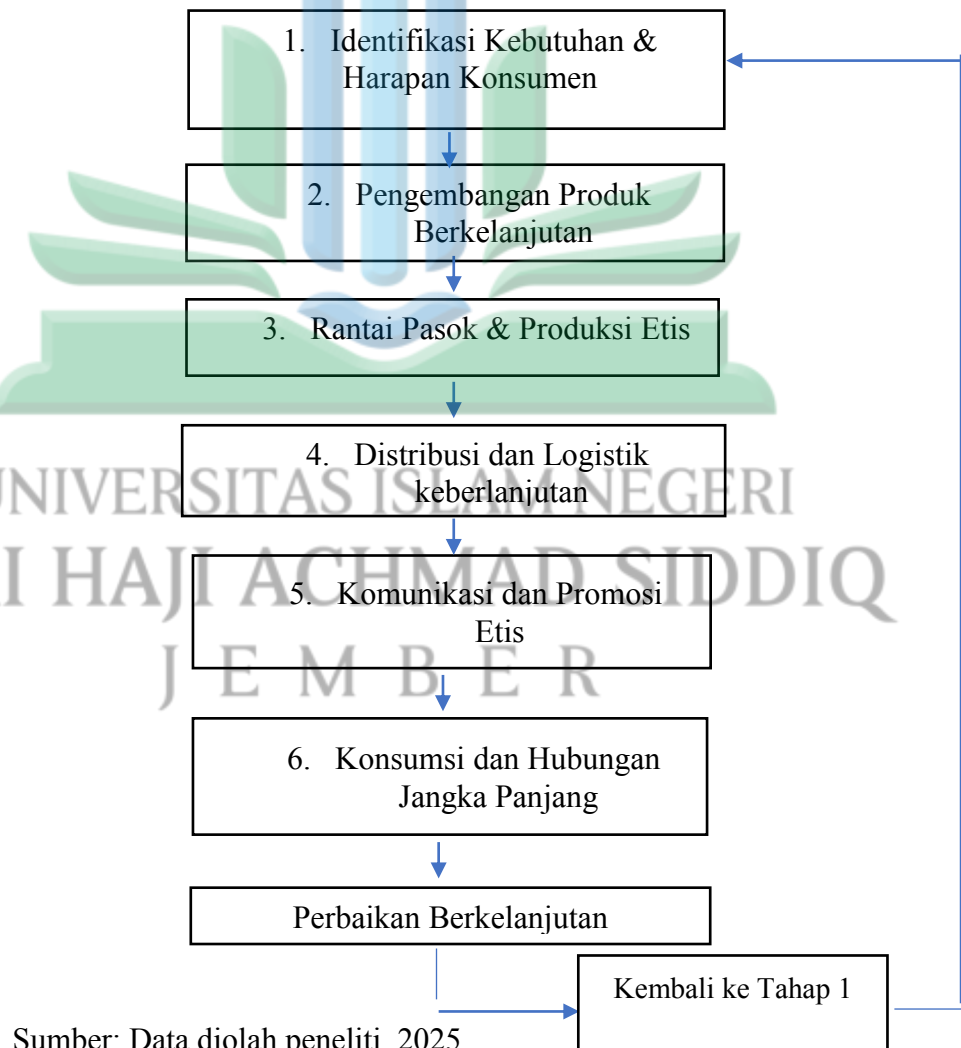 1. Identifikasi Kebutuhan &
Harapan Konsumen
2. Pengembangan Produk
Berkelanjutan
3. Rantai Pasok & Produksi Etis
4. Distribusi dan Logistik
keberlanjutan
UNIVERSITAS ISLAM NEGERI
HAJI ACHMAD SIDDIQ
5. Komunikasi dan Promosi
Etis
JEMBER
6. Konsumsi dan Hubungan
Jangka Panjang
Perbaikan Berkelanjutan
Kembali ke Tahap 1
Sumber: Data diolah peneliti 2025